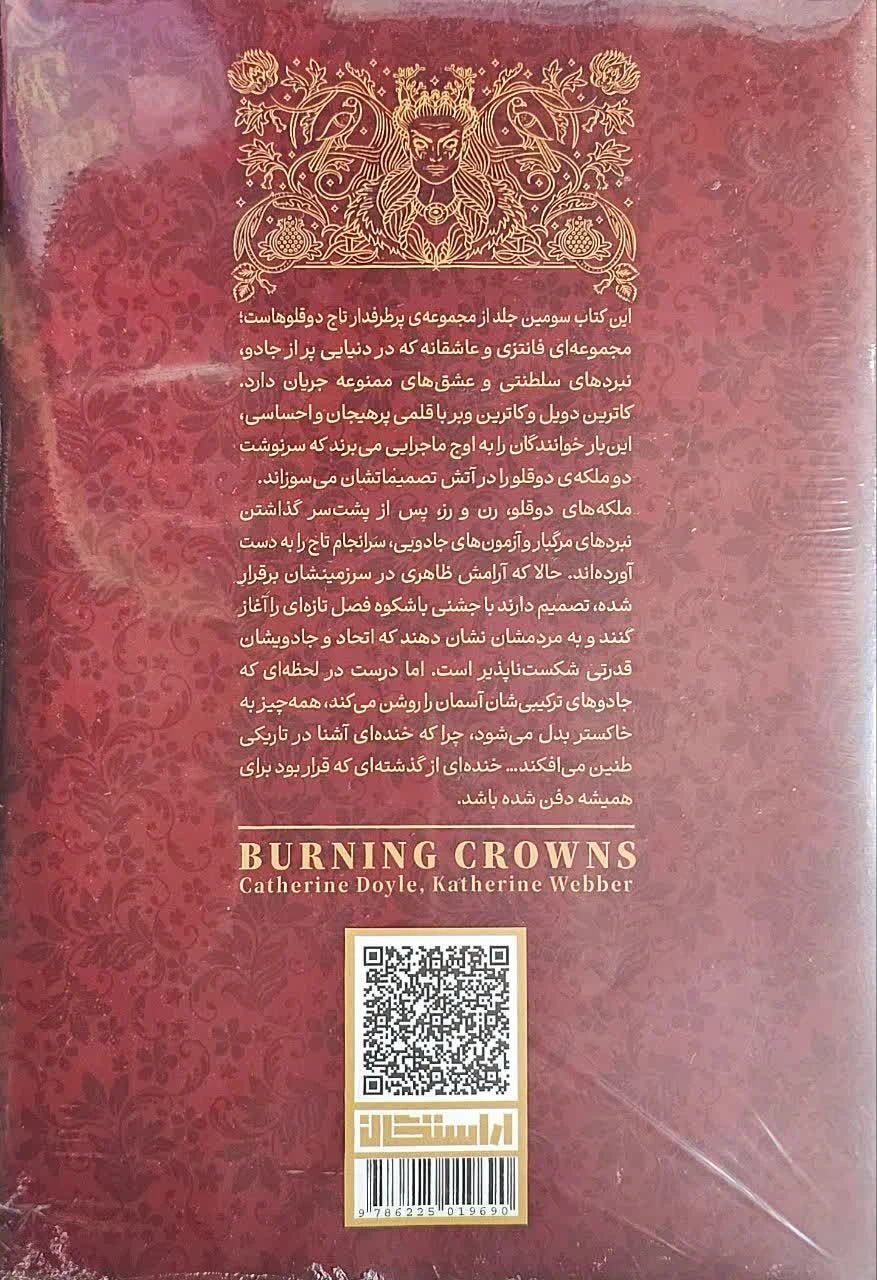 این کتاب سومین جلد از مجموعه‌ی پرطرفدار تاج دوقلوهاست؛
مجموعه‌ای فانتزی و عاشقانه که در دنیایی پر از جادو،
نبردهای سلطنتی و عشق‌های ممنوعه جریان دارد.
کاترین دویل و کاترین وبر با قلمی پرهیجان و احساسی،
این‌بار خوانندگان را به اوج ماجرایی می‌برند که سرنوشت
دو ملکه‌ی دوقلو را در آتش تصمیماتشان می‌سوزاند.
ملکه‌های دوقلو، رن و رز، پس از پشت‌سر گذاشتن
نبردهای مرگبار و آزمون‌های جادویی، سرانجام تاج را به دست
آورده‌اند. حالا که آرامش ظاهری در سرزمینشان برقرار
شده، تصمیم دارند با جشنی باشکوه فصل تازه‌ای را آغاز
کنند و به مردمشان نشان دهند که اتحاد و جادویشان
قدرتی شکست‌ناپذیر است. اما درست در لحظه‌ای که
جادوهای ترکیبی‌شان آسمان را روشن می‌کند، همه‌چیز به
خاکستر بدل می‌شود، چرا که خنده‌ای آشنا در تاریکی
طنین می‌افکند... خنده‌ای از گذشته‌ای که قرار بود برای
همیشه دفن شده باشد.
BURNING CROWNS
Catherine Doyle, Katherine Webber
آراستگان
9 786225 019690